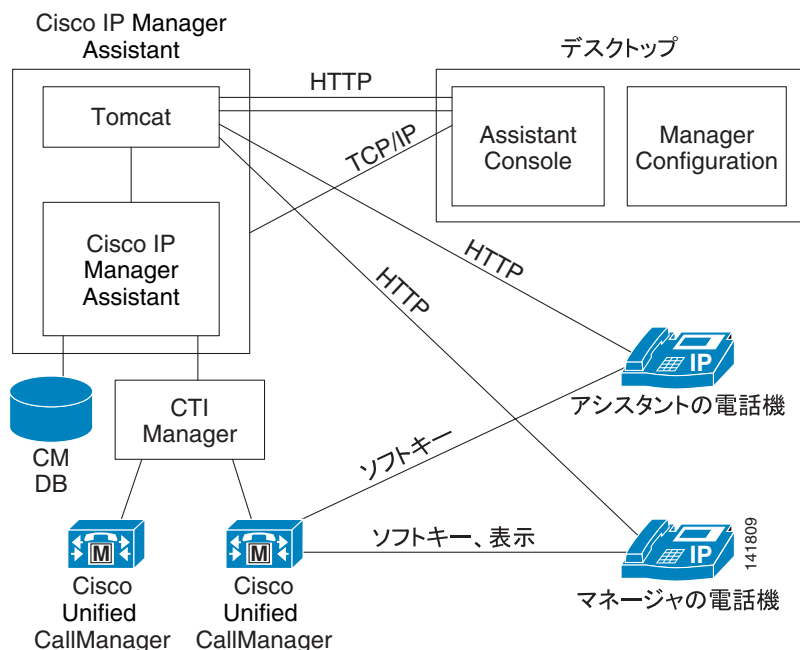 Cisco IP Manager
Assistant
デスクトップ
HTTP
Tomcat
Assistant
Console
Manager
Configuration
TCP/IP
Cisco IP
Manager
Assistant
HTTP
HTTP
IP
アシスタントの電話機
CTI
Manager
CM
DB
ソフトキー
M
Cisco
Unified
CallManager
M
Cisco
Unified
CallManager
ソフトキー、表示
IP
マネージャの電話機
141809